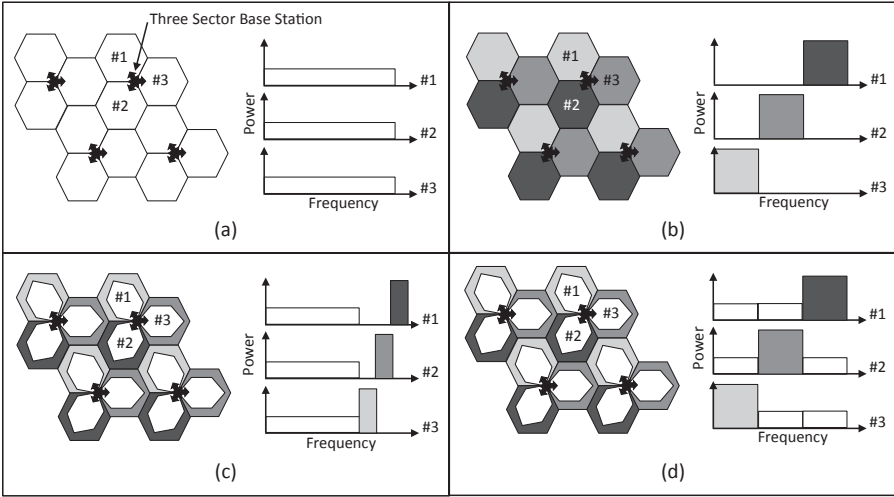 Three Sector Base Station
#1
#3
#2
Power
#1
#2
#3
Frequency
(a)
#1
#3
#2
Power
#1
#2
#3
Frequency
(b)
#1
#3
#2
Power
#1
#2
#3
Frequency
(c)
#1
#3
#2
Power
#1
#2
#3
Frequency
(d)